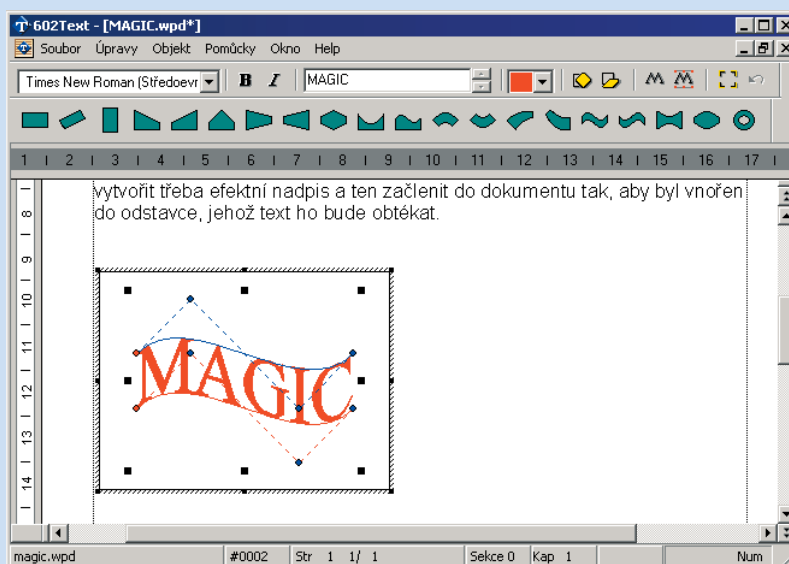 602Text - [MAGIC.wpd*]
Soubor Úpravy Objekt Pomůcky Okno Help
Times New Roman (Středoevr B I MAGIC
1 2 3 4 5 6 7 8 9 10 11 12 13 14 15 16 17
vytvořit třeba efektní nadpis a ten začlenit do dokumentu tak, aby byl vnořen
do odstavce, jehož text ho bude obtékat.
8
9
10
11
12
13
14
MAGIC
magic.wpd #0002 Str 1 1/ 1 Sekce 0 Kap 1 Num